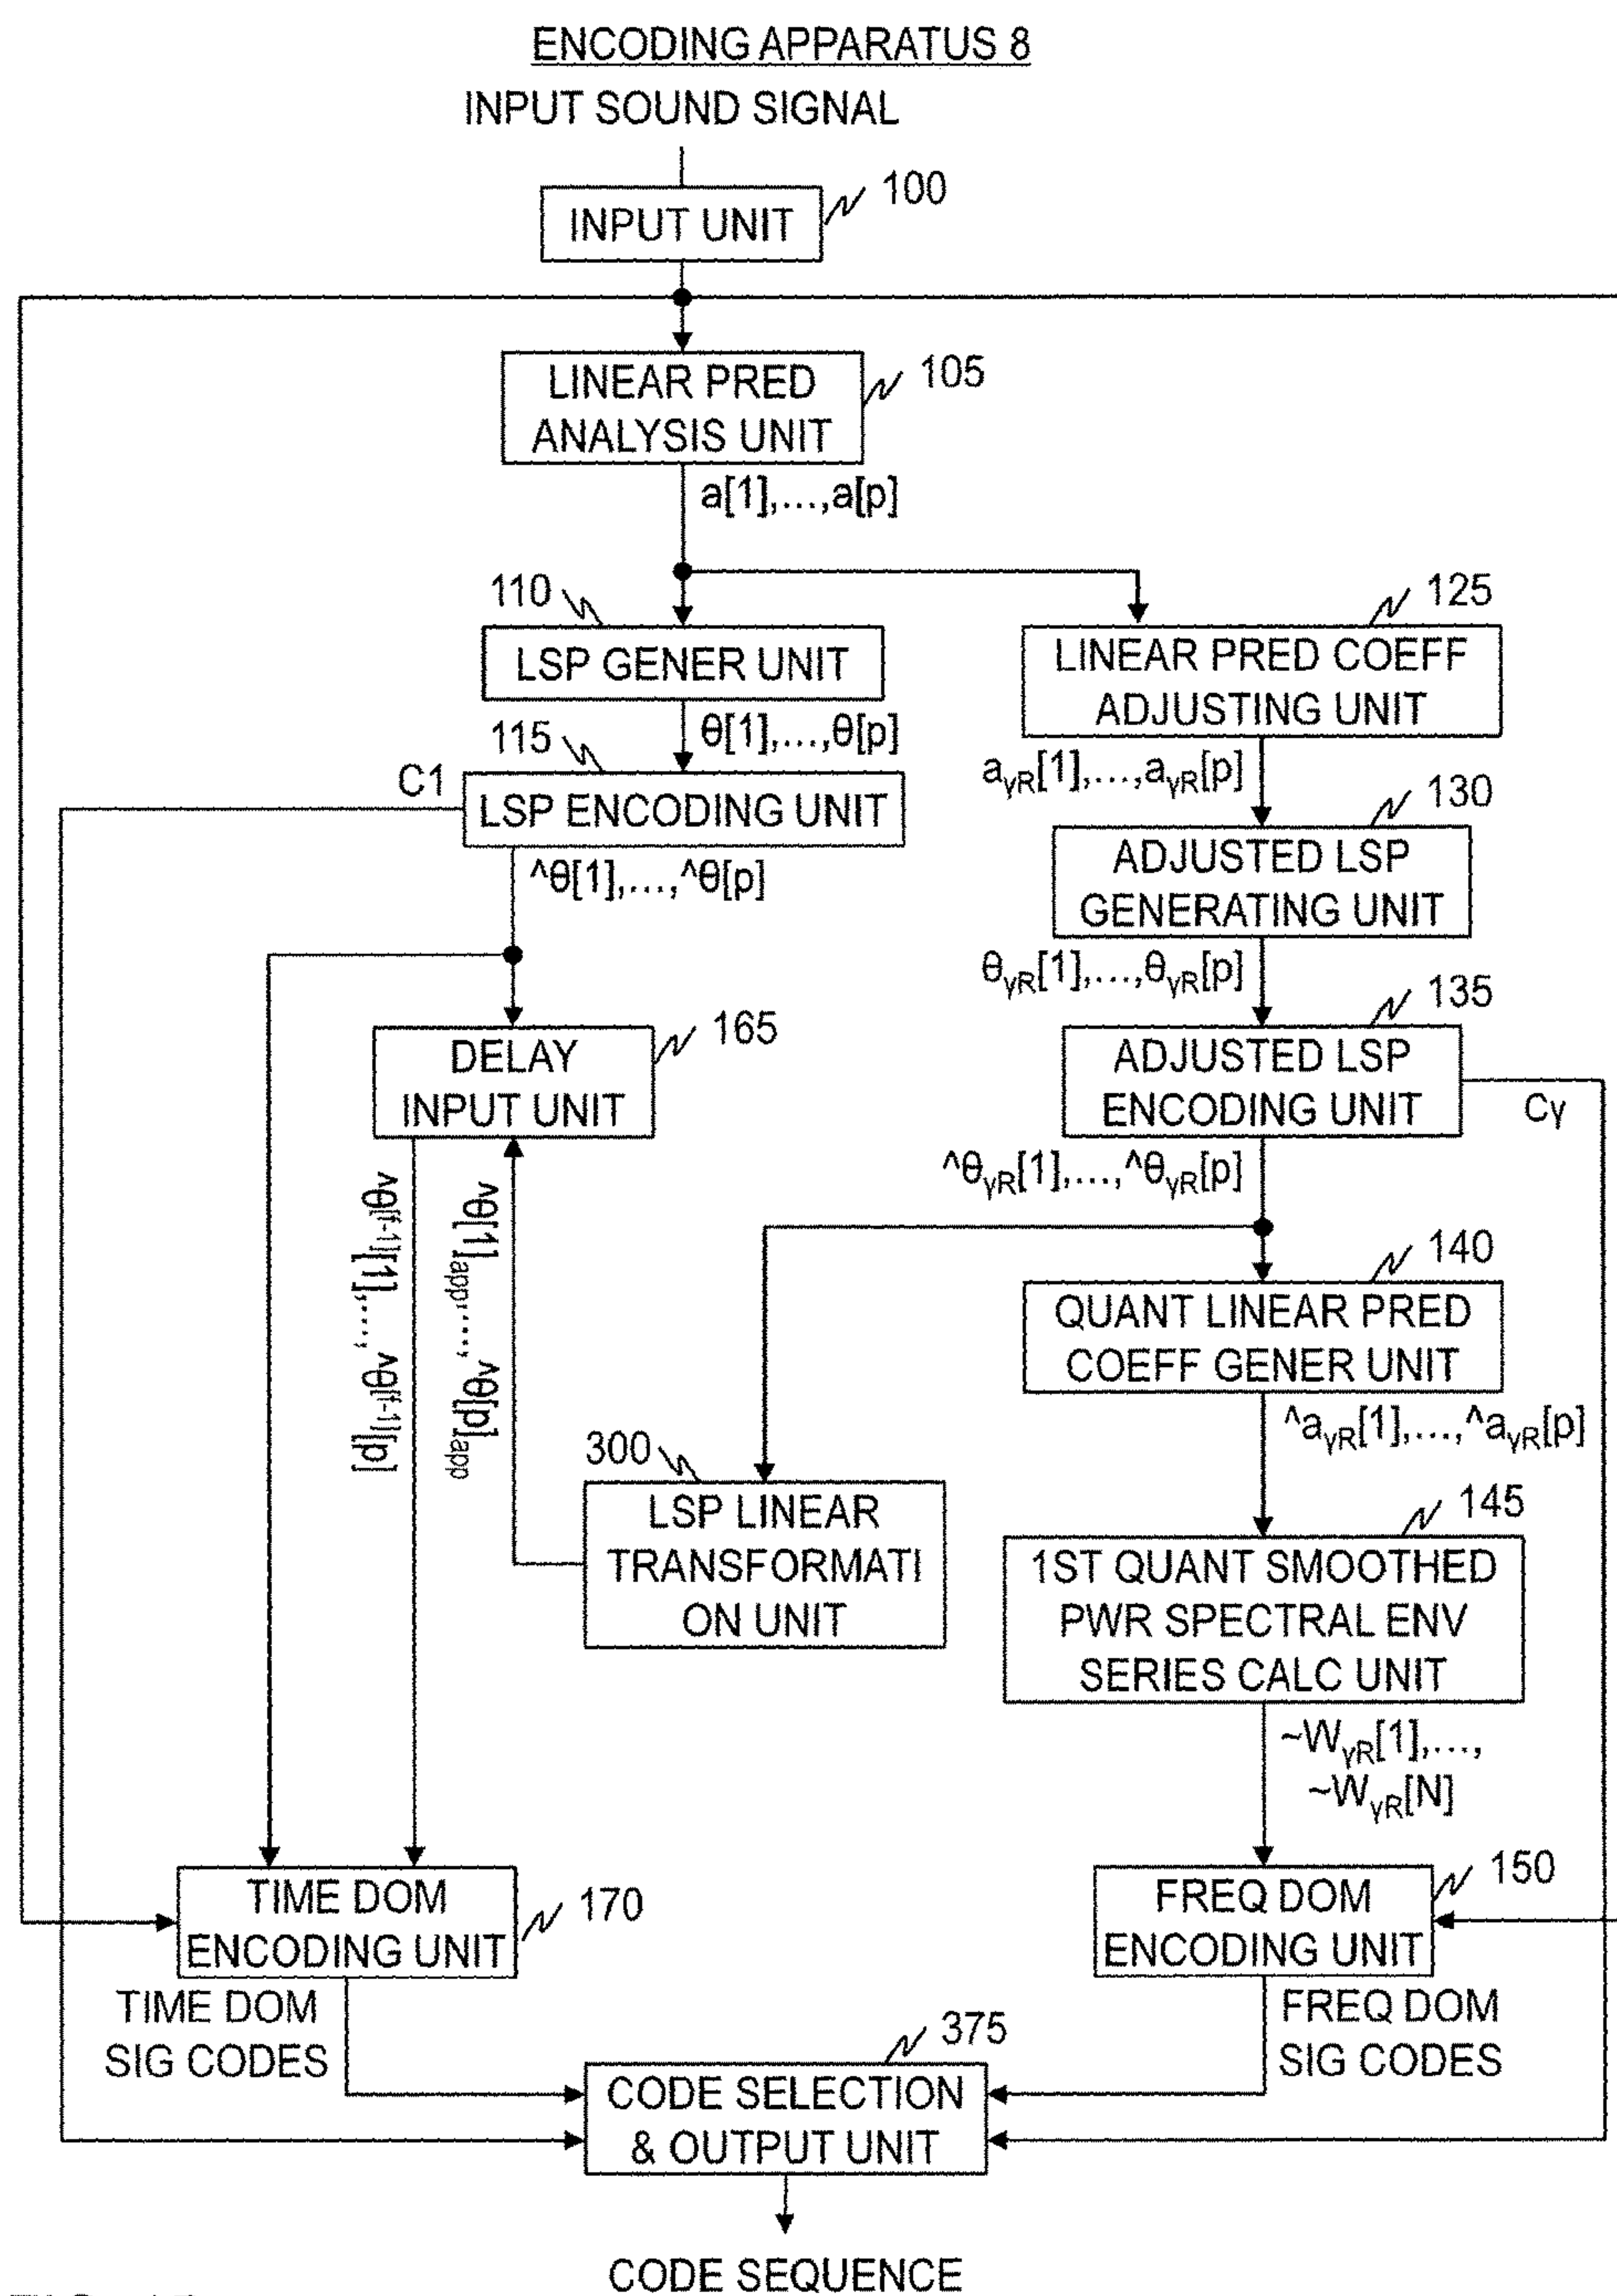 ENCODING APPARATUS 8
INPUT SOUND SIGNAL
100
INPUT UNIT
105
LINEAR PRED
ANALYSIS UNIT
a[1],...,a[p]
110
LSP GENER UNIT
125
LINEAR PRED COEFF
ADJUSTING UNIT
θ[1],...,θ[p]
115
C1
LSP ENCODING UNIT
aγR[1],...,aγR[p]
130
ADJUSTED LSP
GENERATING UNIT
^θ[1],...,^θ[p]
θγR[1],...,θγR[p]
135
165
DELAY
INPUT UNIT
ADJUSTED LSP
ENCODING UNIT
Cγ
^θγR[1],...,^θγR[p]
^θ[f-1][1],...,^θ[f-1][p]
^θ[1]app,...,^θ[p]app
140
QUANT LINEAR PRED
COEFF GENER UNIT
^aγR[1],...,^aγR[p]
300
LSP LINEAR
TRANSFORMATI
ON UNIT
145
1ST QUANT SMOOTHED
PWR SPECTRAL ENV
SERIES CALC UNIT
~WγR[1],...,
~WγR[N]
TIME DOM
ENCODING UNIT
170
FREQ DOM
ENCODING UNIT
150
TIME DOM
SIG CODES
FREQ DOM
SIG CODES
375
CODE SELECTION
& OUTPUT UNIT
CODE SEQUENCE